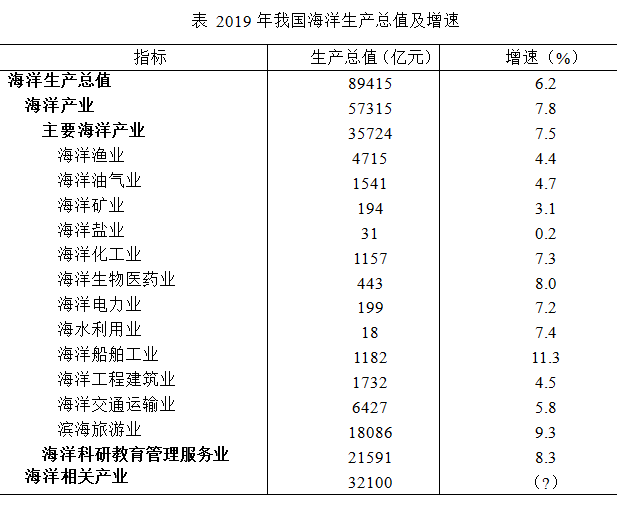 表 2019 年我国海洋生产总值及增速
指标 生产总值（亿元） 增速（%）
海洋生产总值 89415 6.2
海洋产业 57315 7.8
主要海洋产业 35724 7.5
海洋渔业 4715 4.4
海洋油气业 1541 4.7
海洋矿业 194 3.1
海洋盐业 31 0.2
海洋化工业 1157 7.3
海洋生物医药业 443 8.0
海洋电力业 199 7.2
海水利用业 18 7.4
海洋船舶工业 1182 11.3
海洋工程建筑业 1732 4.5
海洋交通运输业 6427 5.8
滨海旅游业 18086 9.3
海洋科研教育管理服务业 21591 8.3
海洋相关产业 32100 （?）